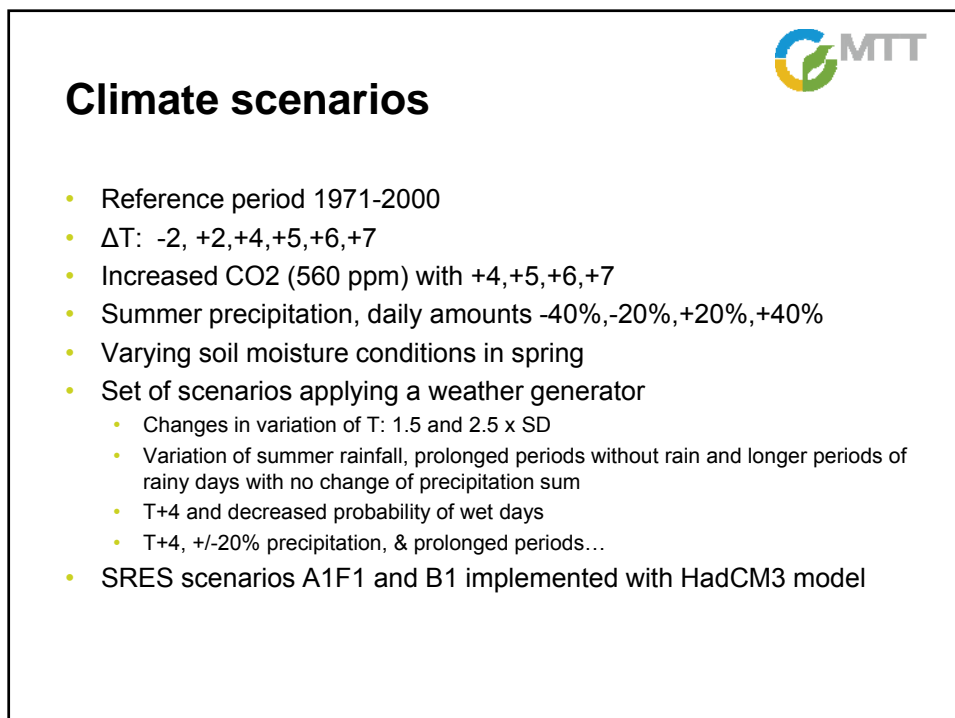 MTT
Climate scenarios
• Reference period 1971-2000
• ΔT: -2, +2,+4,+5,+6,+7
• Increased CO2 (560 ppm) with +4,+5,+6,+7
• Summer precipitation, daily amounts -40%,-20%,+20%,+40%
• Varying soil moisture conditions in spring
• Set of scenarios applying a weather generator
• Changes in variation of T: 1.5 and 2.5 x SD
• Variation of summer rainfall, prolonged periods without rain and longer periods of
rainy days with no change of precipitation sum
• T+4 and decreased probability of wet days
• T+4, +/-20% precipitation, & prolonged periods…
• SRES scenarios A1F1 and B1 implemented with HadCM3 model